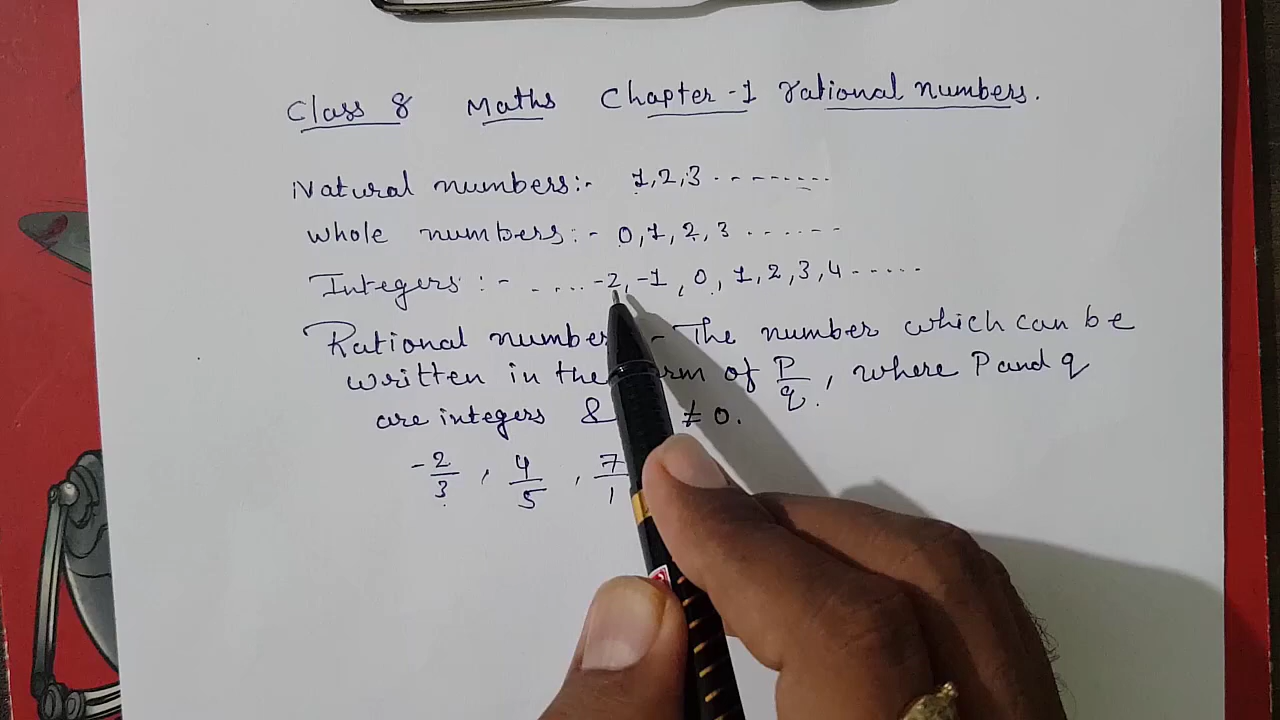 Class 8 Maths Chapter-1 rational numbers.
Natural numbers:- 1,2,3 --------
Whole numbers:- 0,1,2,3 ------
Integers:- .....-2,-1,0,1,2,3,4.....
Rational number - The number which can be
written in the of P/q, where P and q
are integers & ≠ 0.
-2/3, 4/5, 7/1